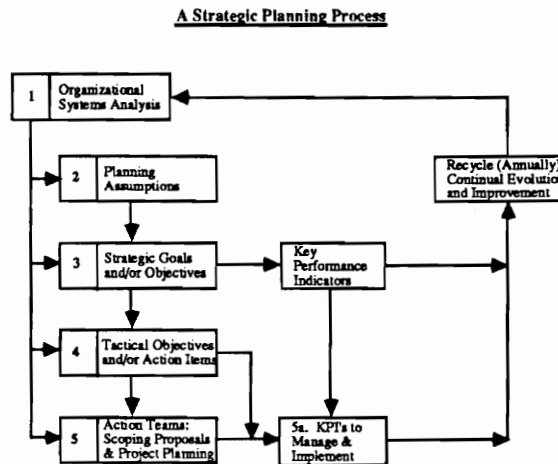 A Strategic Planning Process
1
Organizational
Systems Analysis
2
Planning
Assumptions
Recycle (Annually)
Continual Evolution
and Improvement
3
Strategic Goals
and/or Objectives
Key
Performance
Indicators
4
Tactical Objectives
and/or Action Items
5
Action Teams:
Scoping Proposals
& Project Planning
5a. KPI's to
Manage &
Implement